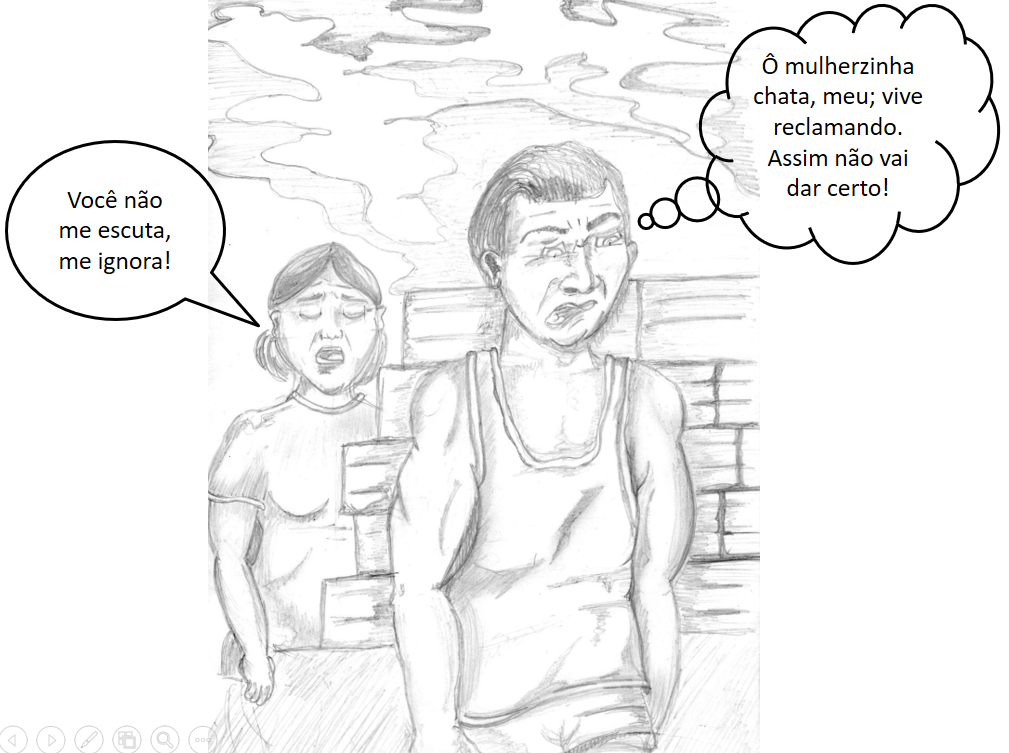 Você não
me escuta,
me ignora!
Ô mulherzinha
chata, meu; vive
reclamando.
Assim não vai
dar certo!